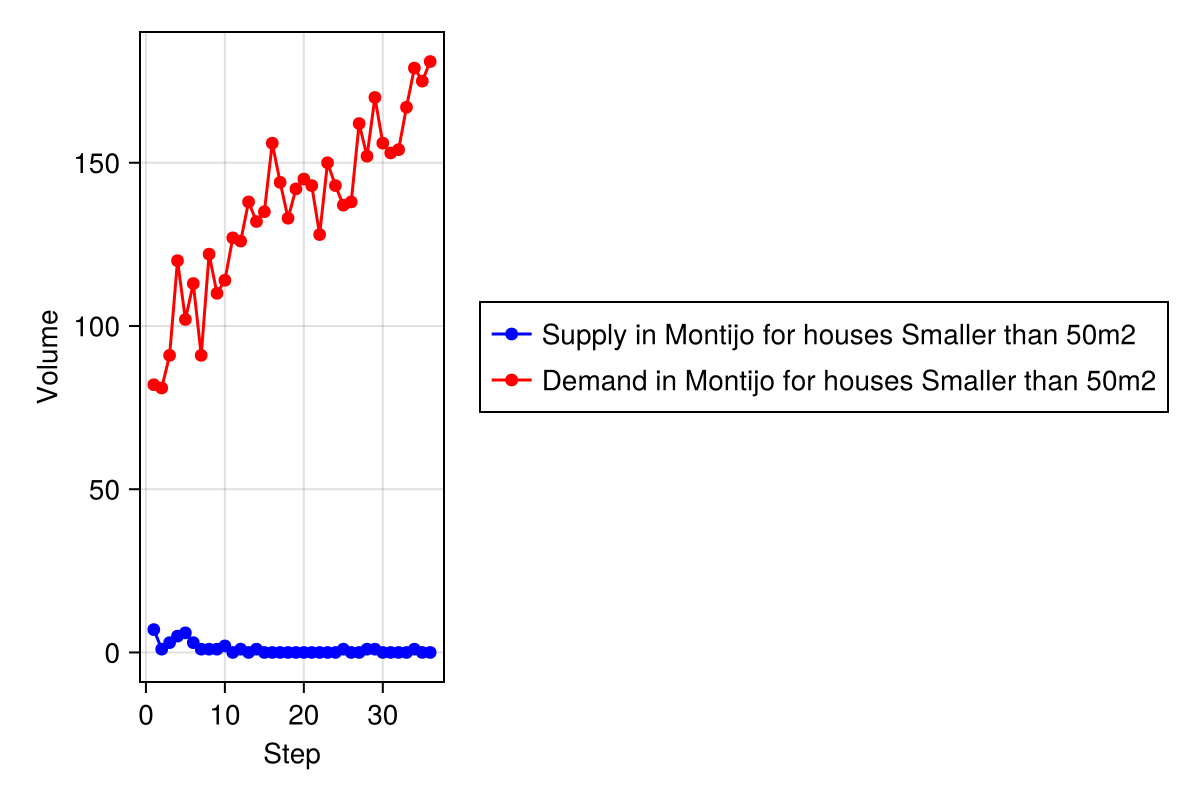 Volume
150
100
50
0
0 10 20 30
Step
Supply in Montijo for houses Smaller than 50m2
Demand in Montijo for houses Smaller than 50m2